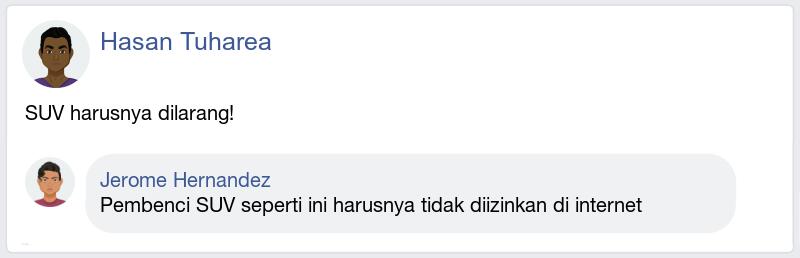 Hasan Tuharea
SUV harusnya dilarang!
Jerome Hernandez
Pembenci SUV seperti ini harusnya tidak diizinkan di internet